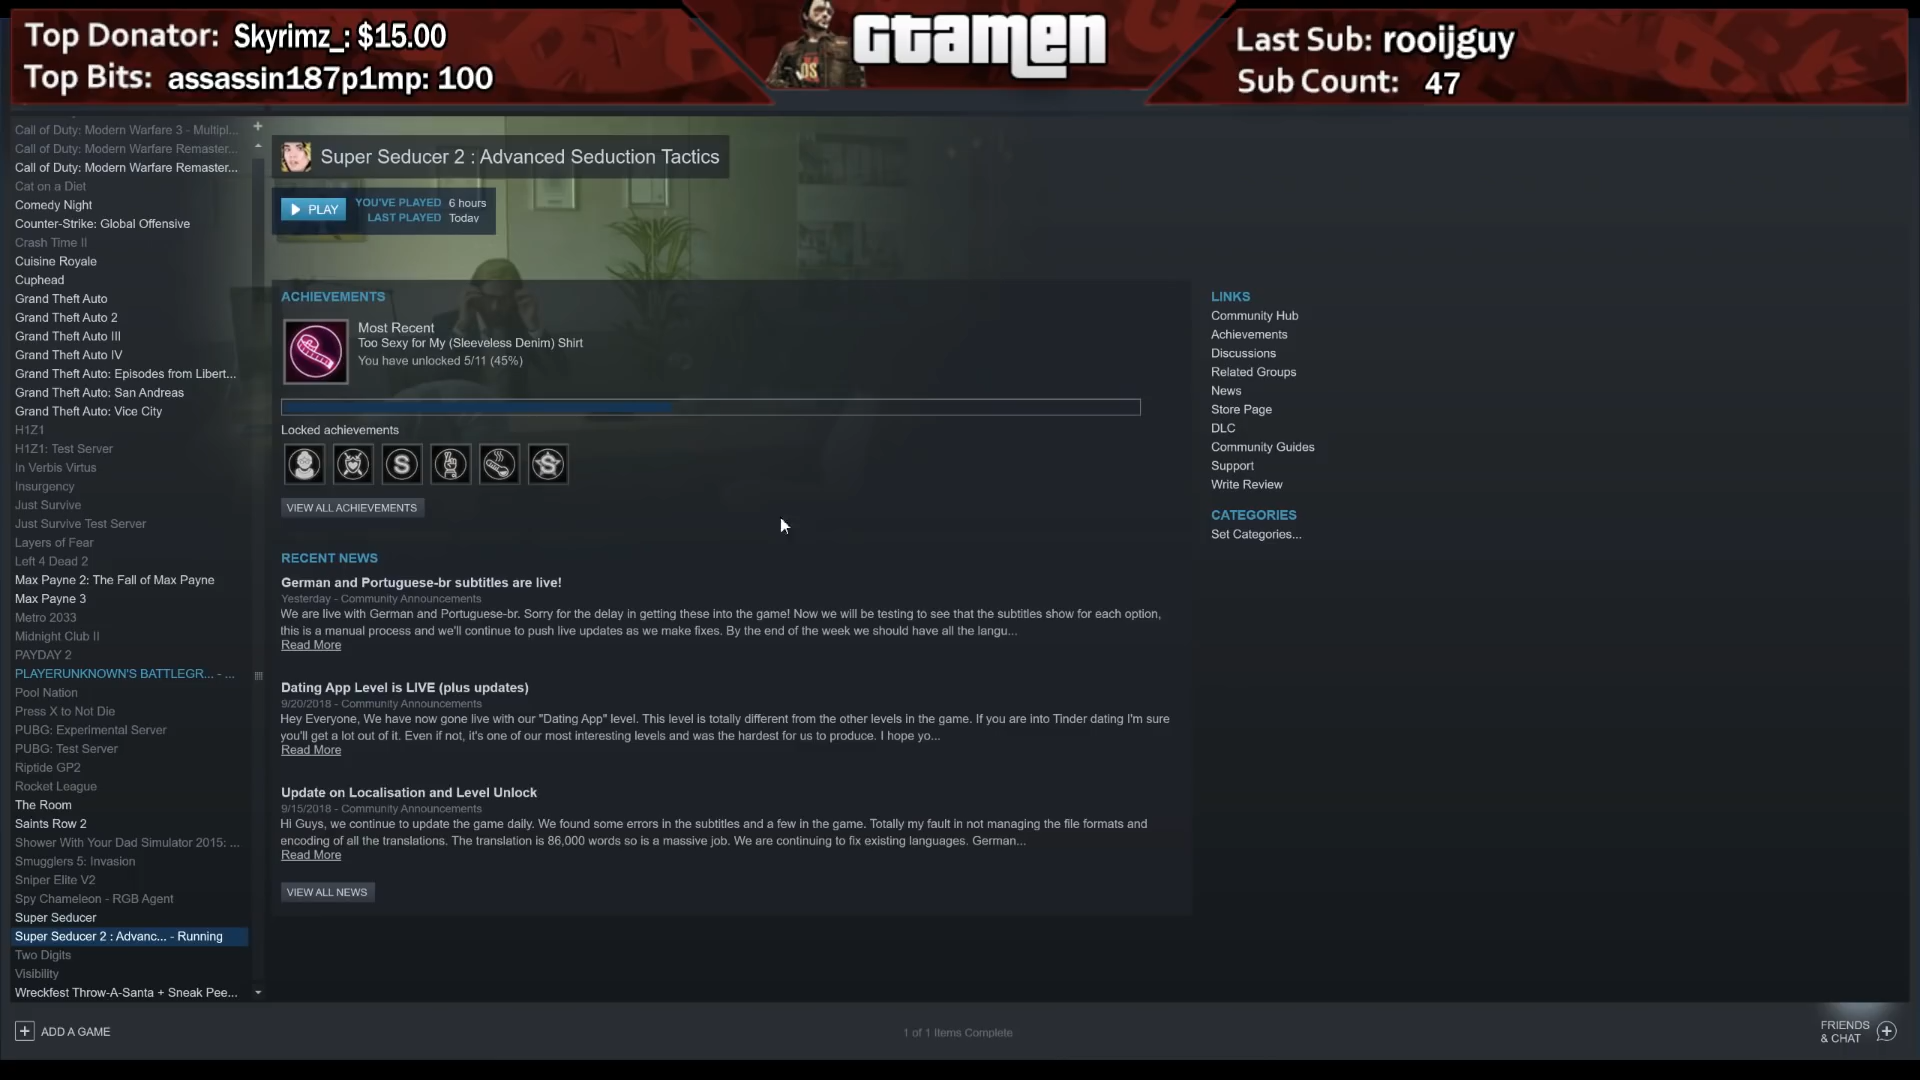 Top Donator: Skyrimz_: $15.00
Top Bits: assassin187p1mp: 100
Gtamen
Last Sub: rooijguy
Sub Count: 47
Call of Duty: Modern Warfare 3 - Multipl...
Call of Duty: Modern Warfare Remaster...
Call of Duty: Modern Warfare Remaster...
Cat on a Diet
Comedy Night
Counter-Strike: Global Offensive
Crash Time II
Cuisine Royale
Cuphead
Grand Theft Auto
Grand Theft Auto 2
Grand Theft Auto III
Grand Theft Auto IV
Grand Theft Auto: Episodes from Libert...
Grand Theft Auto: San Andreas
Grand Theft Auto: Vice City
H1Z1
H1Z1: Test Server
In Verbis Virtus
Insurgency
Just Survive
Just Survive Test Server
Layers of Fear
Left 4 Dead 2
Max Payne 2: The Fall of Max Payne
Max Payne 3
Metro 2033
Midnight Club II
PAYDAY 2
PLAYERUNKNOWN'S BATTLEGR... - ...
Pool Nation
Press X to Not Die
PUBG: Experimental Server
PUBG: Test Server
Riptide GP2
Rocket League
The Room
Saints Row 2
Shower With Your Dad Simulator 2015: ...
Smugglers 5: Invasion
Sniper Elite V2
Spy Chameleon - RGB Agent
Super Seducer
Super Seducer 2 : Advanc... - Running
Two Digits
Visibility
Wreckfest Throw-A-Santa + Sneak Pee...
Super Seducer 2 : Advanced Seduction Tactics
PLAY
YOU'VE PLAYED 6 hours
LAST PLAYED Today
ACHIEVEMENTS
Most Recent
Too Sexy for My (Sleeveless Denim) Shirt
You have unlocked 5/11 (45%)
Locked achievements
S
S
VIEW ALL ACHIEVEMENTS
RECENT NEWS
German and Portuguese-br subtitles are live!
Yesterday - Community Announcements
We are live with German and Portuguese-br. Sorry for the delay in getting these into the game! Now we will be testing to see that the subtitles show for each option,
this is a manual process and we'll continue to push live updates as we make fixes. By the end of the week we should have all the langu...
Read More
Dating App Level is LIVE (plus updates)
9/20/2018 - Community Announcements
Hey Everyone, We have now gone live with our "Dating App" level. This level is totally different from the other levels in the game. If you are into Tinder dating I'm sure
you'll get a lot out of it. Even if not, it's one of our most interesting levels and was the hardest for us to produce. I hope yo...
Read More
Update on Localisation and Level Unlock
9/15/2018 - Community Announcements
Hi Guys, we continue to update the game daily. We found some errors in the subtitles and a few in the game. Totally my fault in not managing the file formats and
encoding of all the translations. The translation is 86,000 words so is a massive job. We are continuing to fix existing languages. German...
Read More
VIEW ALL NEWS
LINKS
Community Hub
Achievements
Discussions
Related Groups
News
Store Page
DLC
Community Guides
Support
Write Review
CATEGORIES
Set Categories...
ADD A GAME
1 of 1 Items Complete
FRIENDS
& CHAT